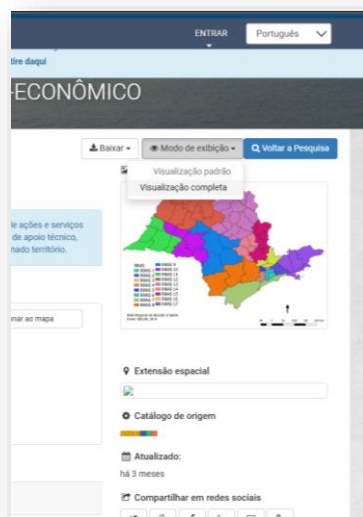 ENTRAR
Português
tire daqui
-ECONÔMICO
Baixar
Modo de exibição
Voltar a Pesquisa
Visualização padrão
Visualização completa
de ações e serviços
de apoio técnico,
nado território.
nar ao mapa
RRAS
Extensão espacial
Catálogo de origem
Atualizado:
há 3 meses
Compartilhar em redes sociais